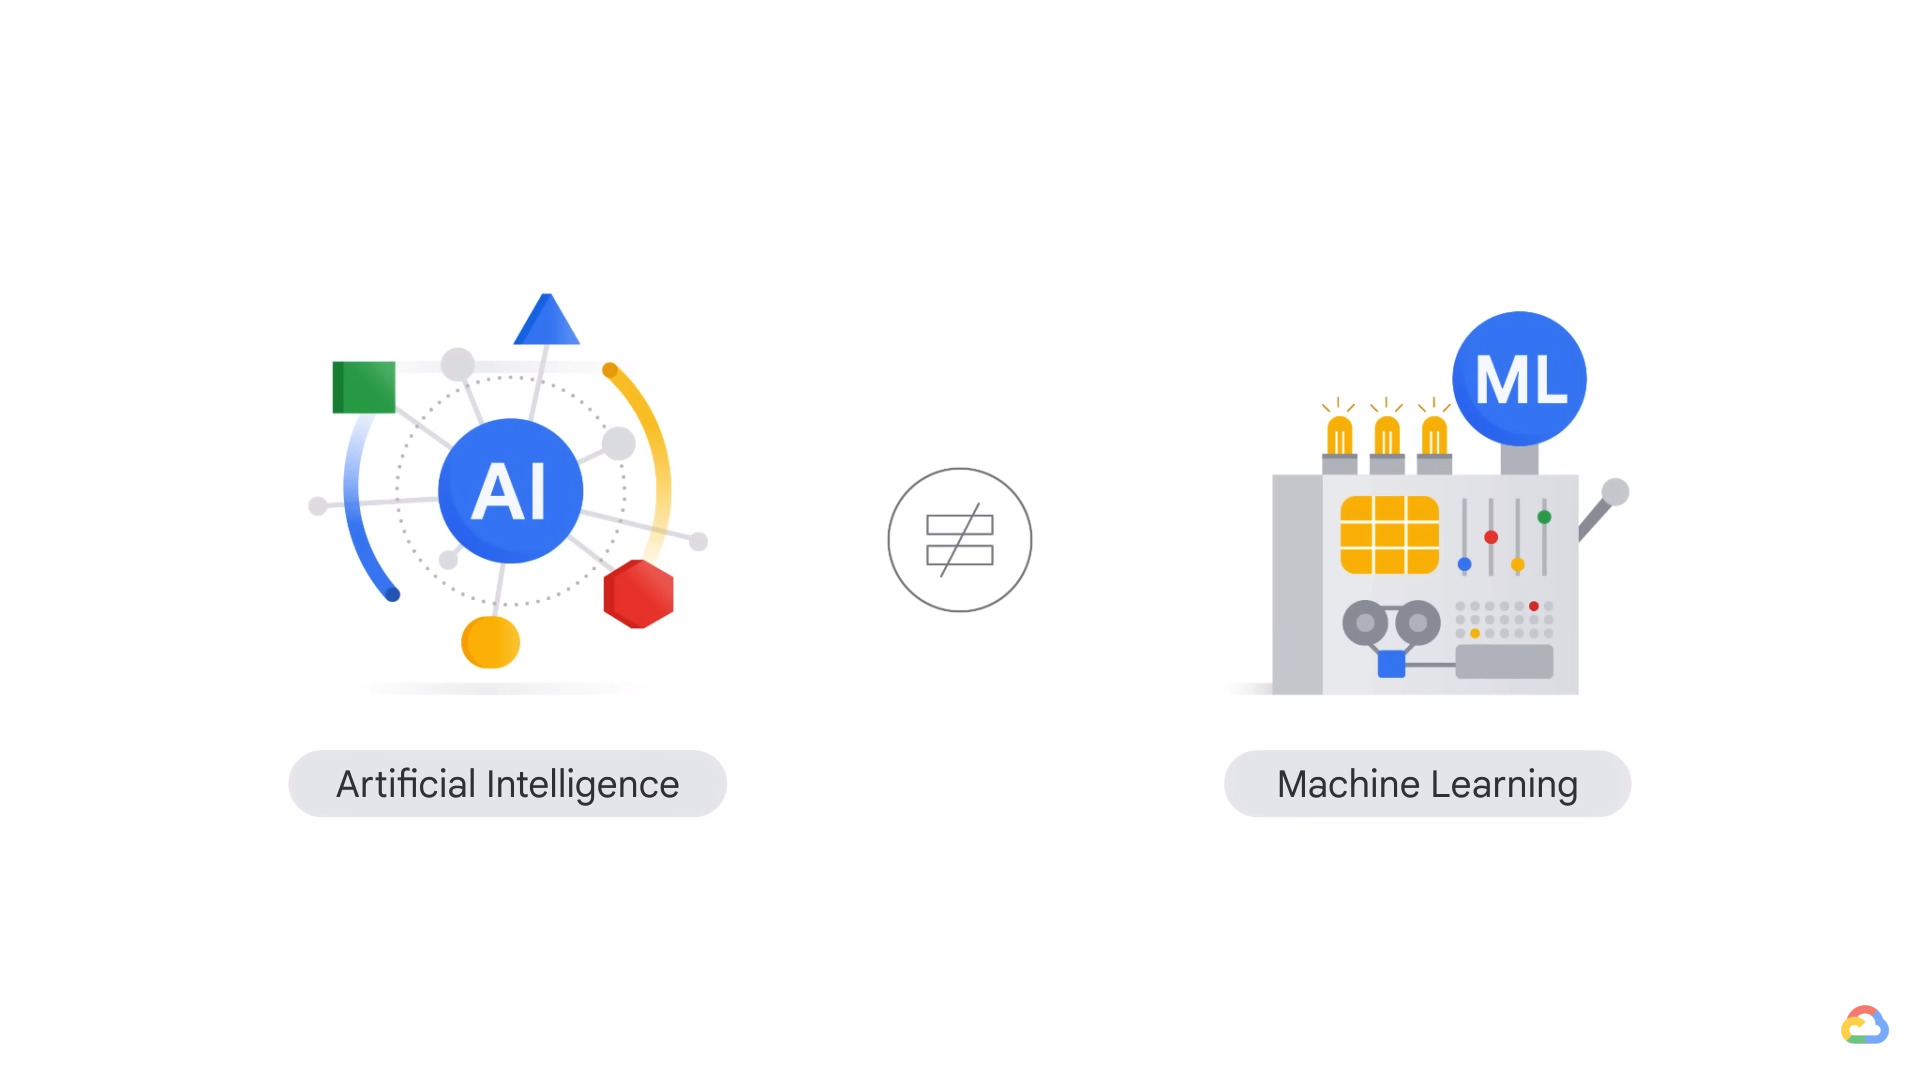 AI
ML
≠
Artificial Intelligence
Machine Learning